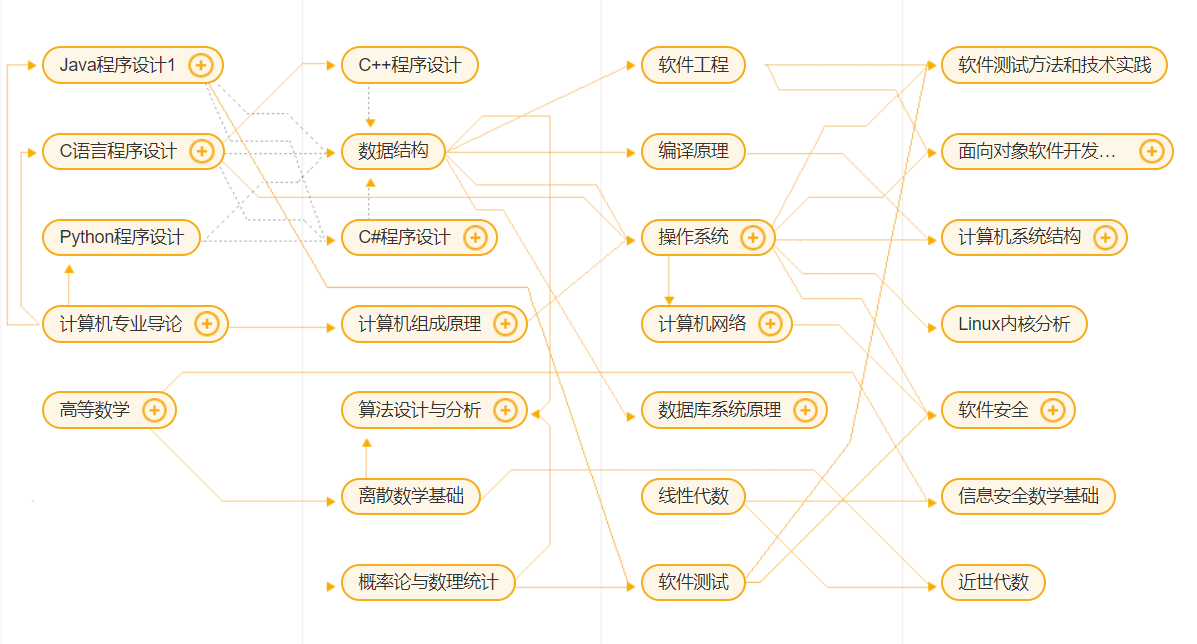 Java程序设计1
C++程序设计
软件工程
软件测试方法和技术实践
C语言程序设计
数据结构
编译原理
面向对象软件开发…
Python程序设计
C#程序设计
操作系统
计算机系统结构
计算机专业导论
计算机组成原理
计算机网络
Linux内核分析
高等数学
算法设计与分析
数据库系统原理
软件安全
离散数学基础
线性代数
信息安全数学基础
概率论与数理统计
软件测试
近世代数